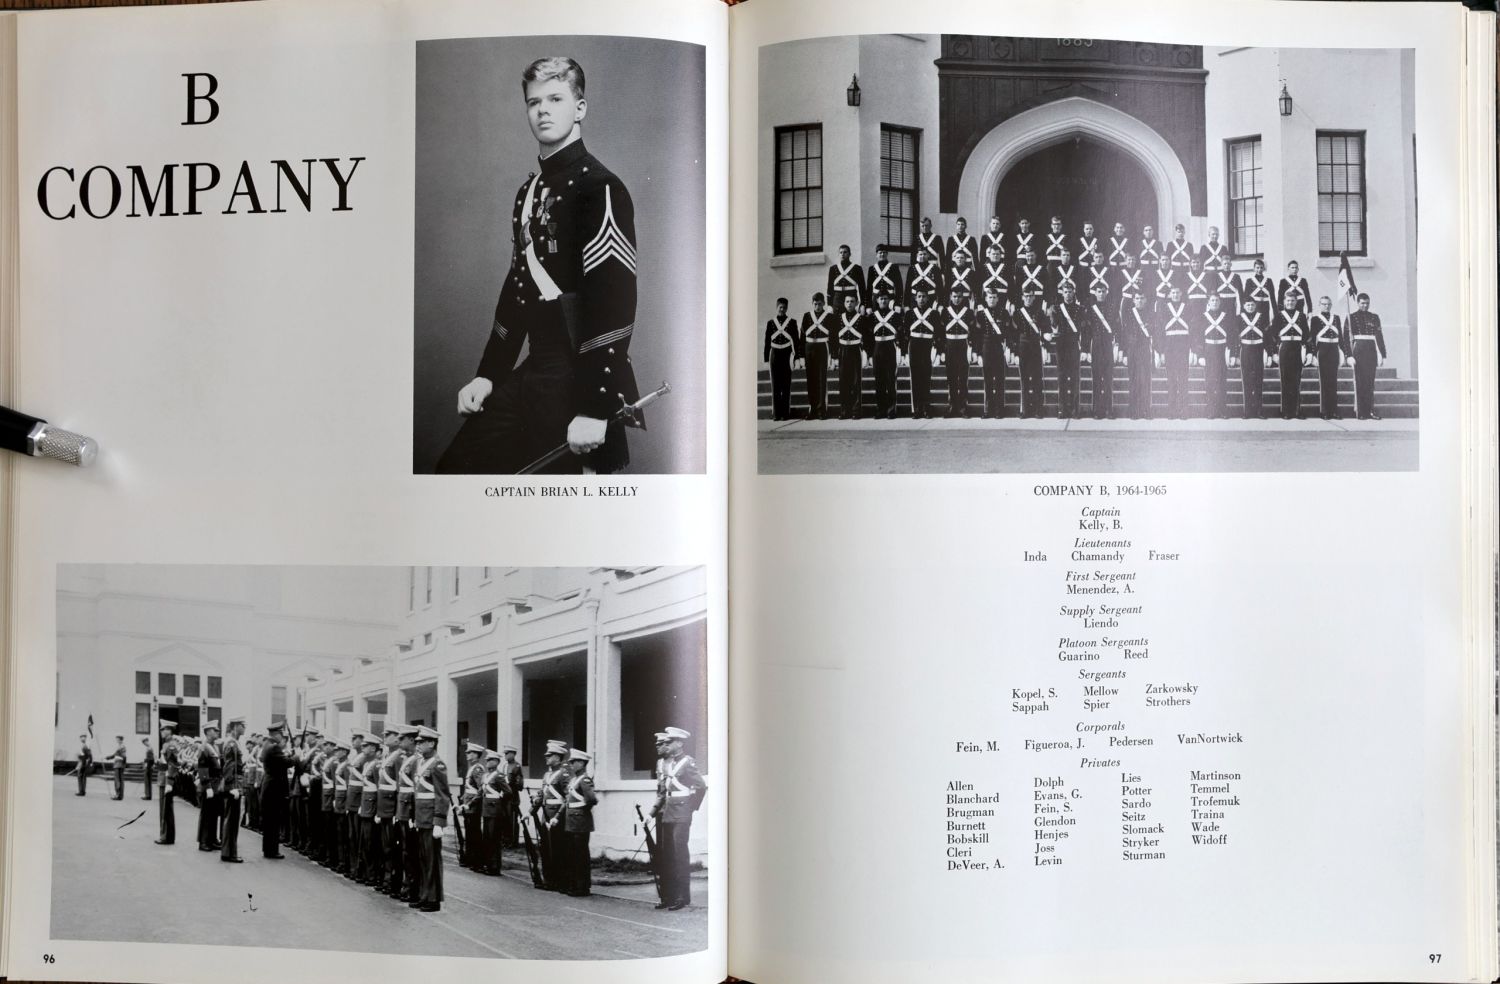 B
COMPANY
CAPTAIN BRIAN L. KELLY
96
1885
COMPANY B, 1964-1965
Captain
Kelly, B.
Lieutenants
Inda Chamandy Fraser
First Sergeant
Menendez, A.
Supply Sergeant
Liendo
Platoon Sergeants
Guarino Reed
Sergeants
Kopel, S. Mellow Zarkowsky
Sappah Spier Strothers
Corporals
Fein, M. Figueroa, J. Pedersen VanNortwick
Privates
Allen Dolph Lies Martinson
Blanchard Evans, G. Potter Temmel
Brugman Fein, S. Sardo Trofemuk
Burnett Glendon Seitz Traina
Bobskill Henjes Slomack Wade
Cleri Joss Stryker Widoff
DeVeer, A. Levin Sturman
97